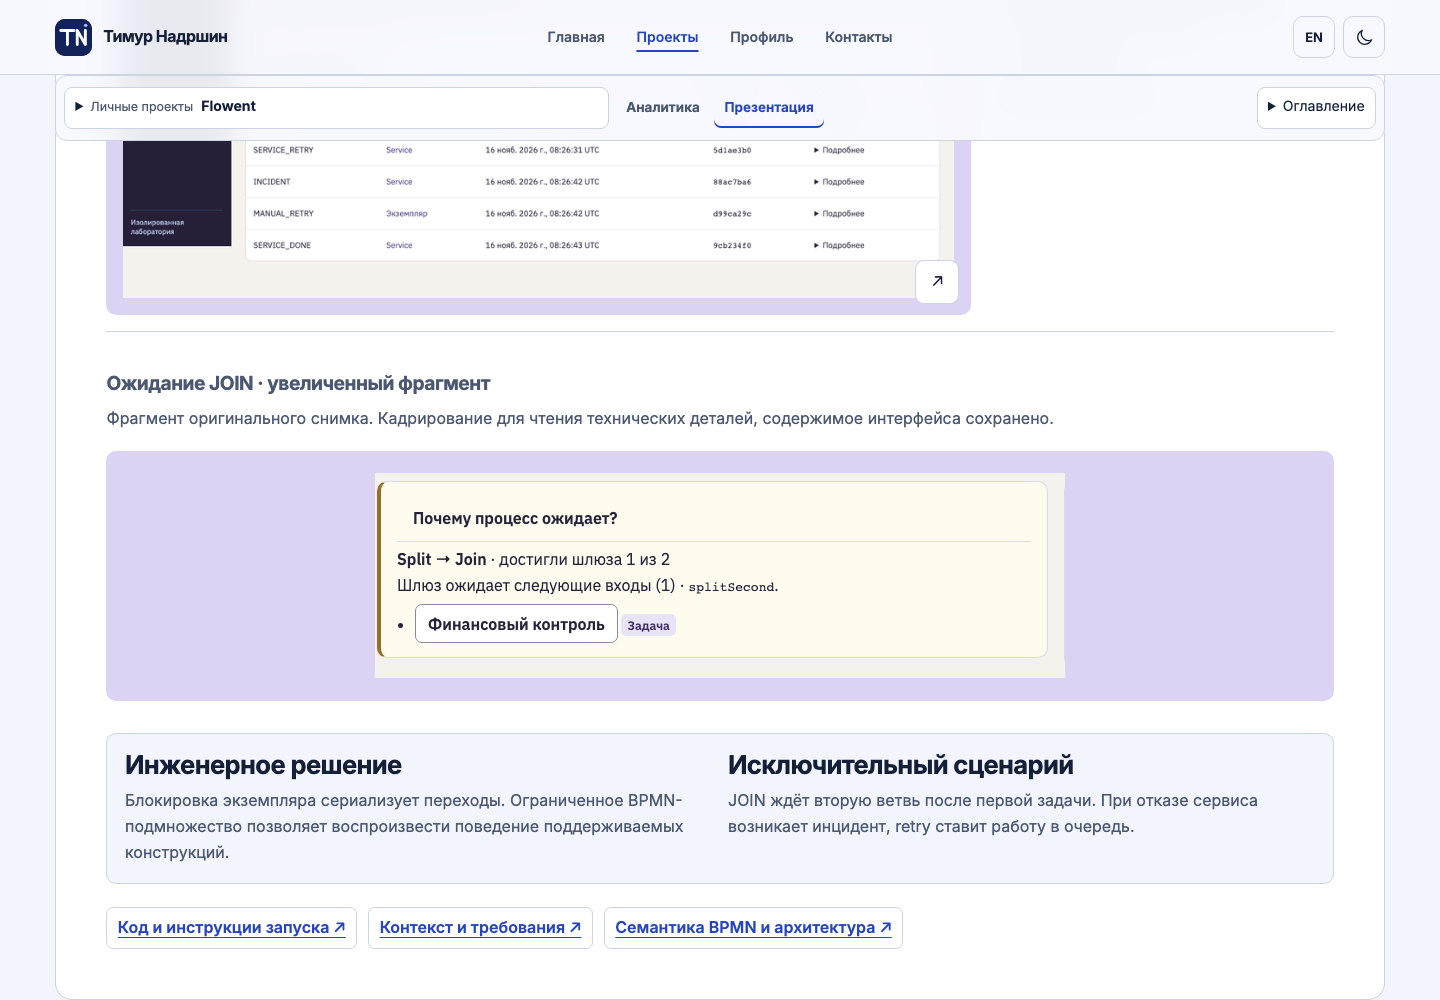 TN Тимур Надршин
Главная Проекты Профиль Контакты
EN
Личные проекты Flowent
Аналитика Презентация
Оглавление
SERVICE_RETRY Service 16 нояб. 2026 г., 08:26:31 UTC 5d1ae3b0 Подробнее
INCIDENT Service 16 нояб. 2026 г., 08:26:42 UTC 88ac7ba6 Подробнее
MANUAL_RETRY Экземпляр 16 нояб. 2026 г., 08:26:42 UTC d99ca29c Подробнее
Изолированная
лаборатория
SERVICE_DONE Service 16 нояб. 2026 г., 08:26:43 UTC 9cb234f0 Подробнее
Ожидание JOIN · увеличенный фрагмент
Фрагмент оригинального снимка. Кадрирование для чтения технических деталей, содержимое интерфейса сохранено.
Почему процесс ожидает?
Split → Join · достигли шлюза 1 из 2
Шлюз ожидает следующие входы (1) · splitSecond.
• Финансовый контроль Задача
Инженерное решение
Блокировка экземпляра сериализует переходы. Ограниченное BPMN-
подмножество позволяет воспроизвести поведение поддерживаемых
конструкций.
Исключительный сценарий
JOIN ждёт вторую ветвь после первой задачи. При отказе сервиса
возникает инцидент, retry ставит работу в очередь.
Код и инструкции запуска ↗
Контекст и требования ↗
Семантика BPMN и архитектура ↗